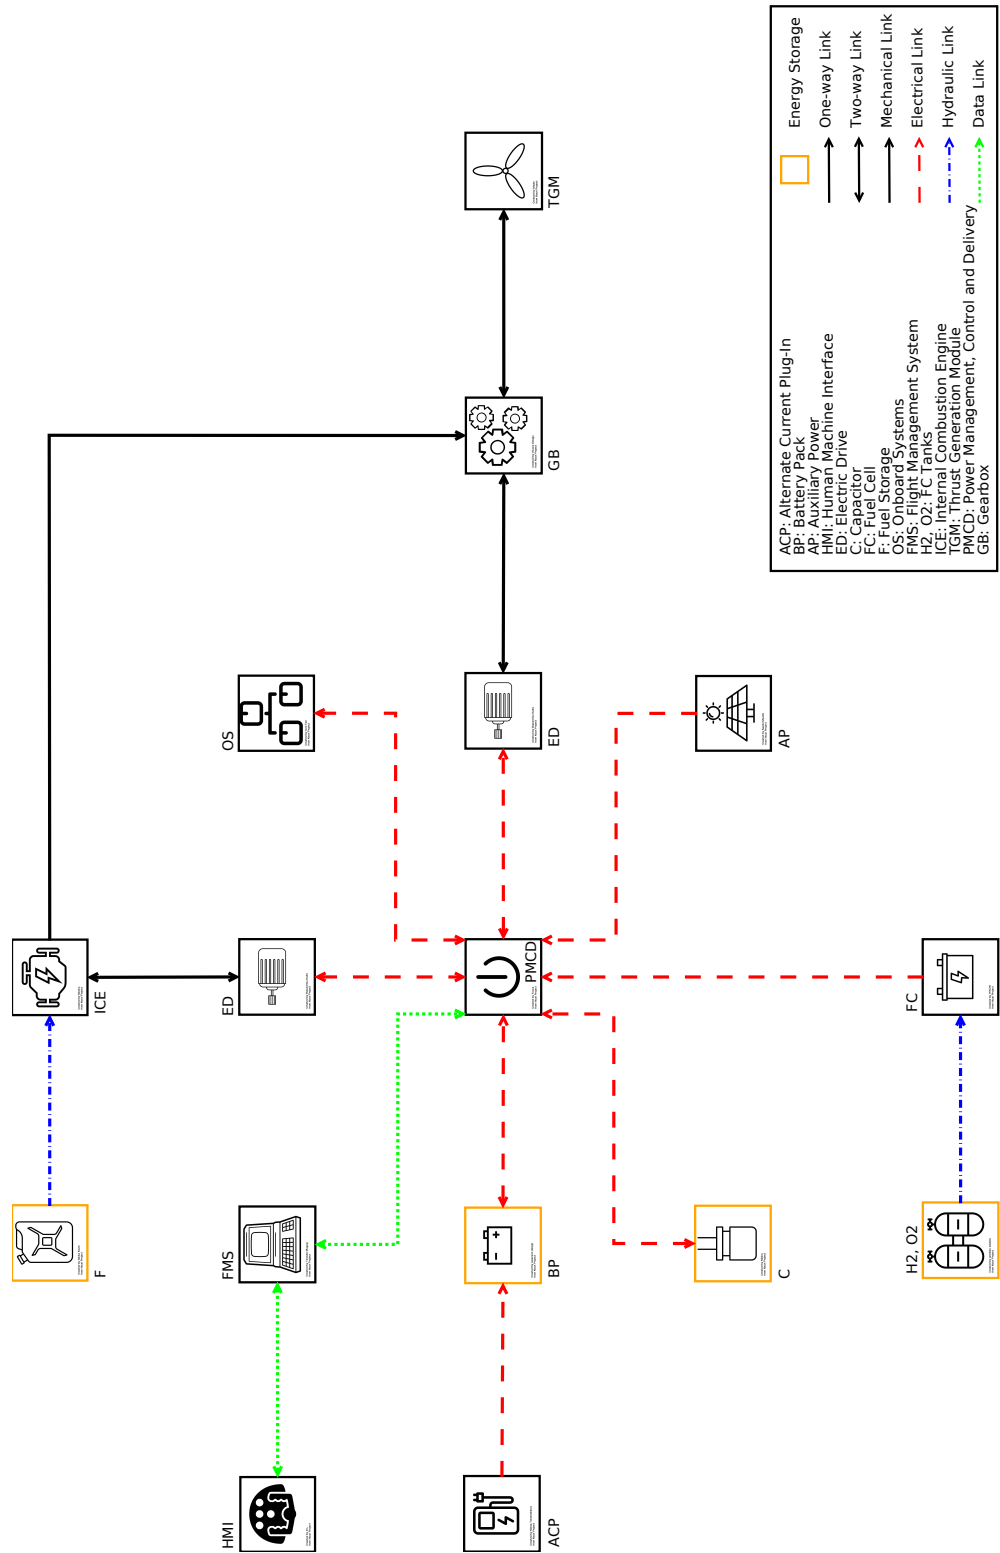 F
ICE
HMI
FMS
ED
OS
ACP
BP
PMCD
ED
GB
TGM
C
AP
H2, O2
FC
ACP: Alternate Current Plug-In
BP: Battery Pack
AP: Auxiliary Power
HMI: Human Machine Interface
ED: Electric Drive
C: Capacitor
FC: Fuel Cell
F: Fuel Storage
OS: Onboard Systems
FMS: Flight Management System
H2, O2: FC Tanks
ICE: Internal Combustion Engine
TGM: Thrust Generation Module
PMCD: Power Management, Control and Delivery
GB: Gearbox
Energy Storage
One-way Link
Two-way Link
Mechanical Link
Electrical Link
Hydraulic Link
Data Link